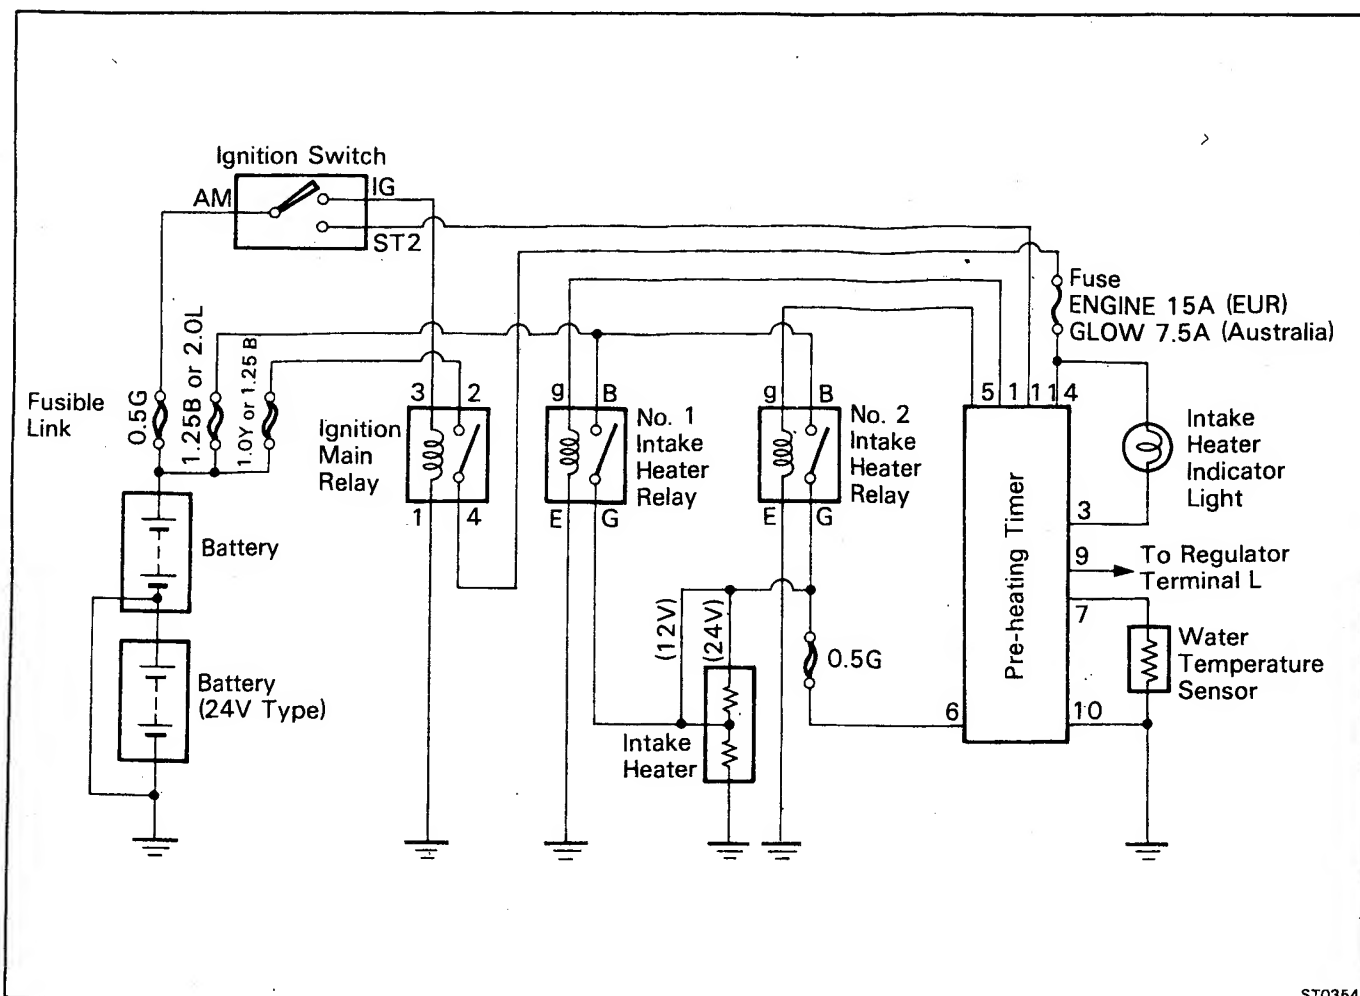 Ignition Switch
AM
IG
ST2
Fuse
ENGINE 15A (EUR)
GLOW 7.5A (Australia)
Fusible
Link
0.5G
1.25B or 2.0L
1.0Y or 1.25 B
3
2
Ignition
Main
Relay
1
4
g
B
No. 1
Intake
Heater
Relay
E
G
g
B
No. 2
Intake
Heater
Relay
E
G
5
1
11
4
Intake
Heater
Indicator
Light
3
Pre-heating Timer
9
To Regulator
Terminal L
7
Water
Temperature
Sensor
10
6
Battery
Battery
(24V Type)
(12V)
(24V)
0.5G
Intake
Heater
ST0354